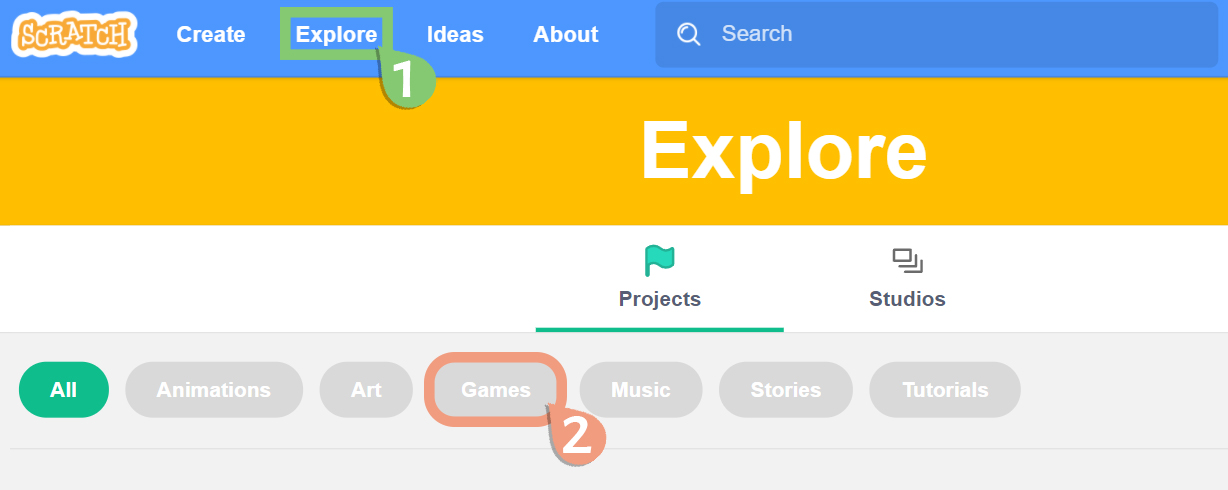 SCRATCH Create Explore Ideas About Search
1
Explore
Projects Studios
All Animations Art Games Music Stories Tutorials
2